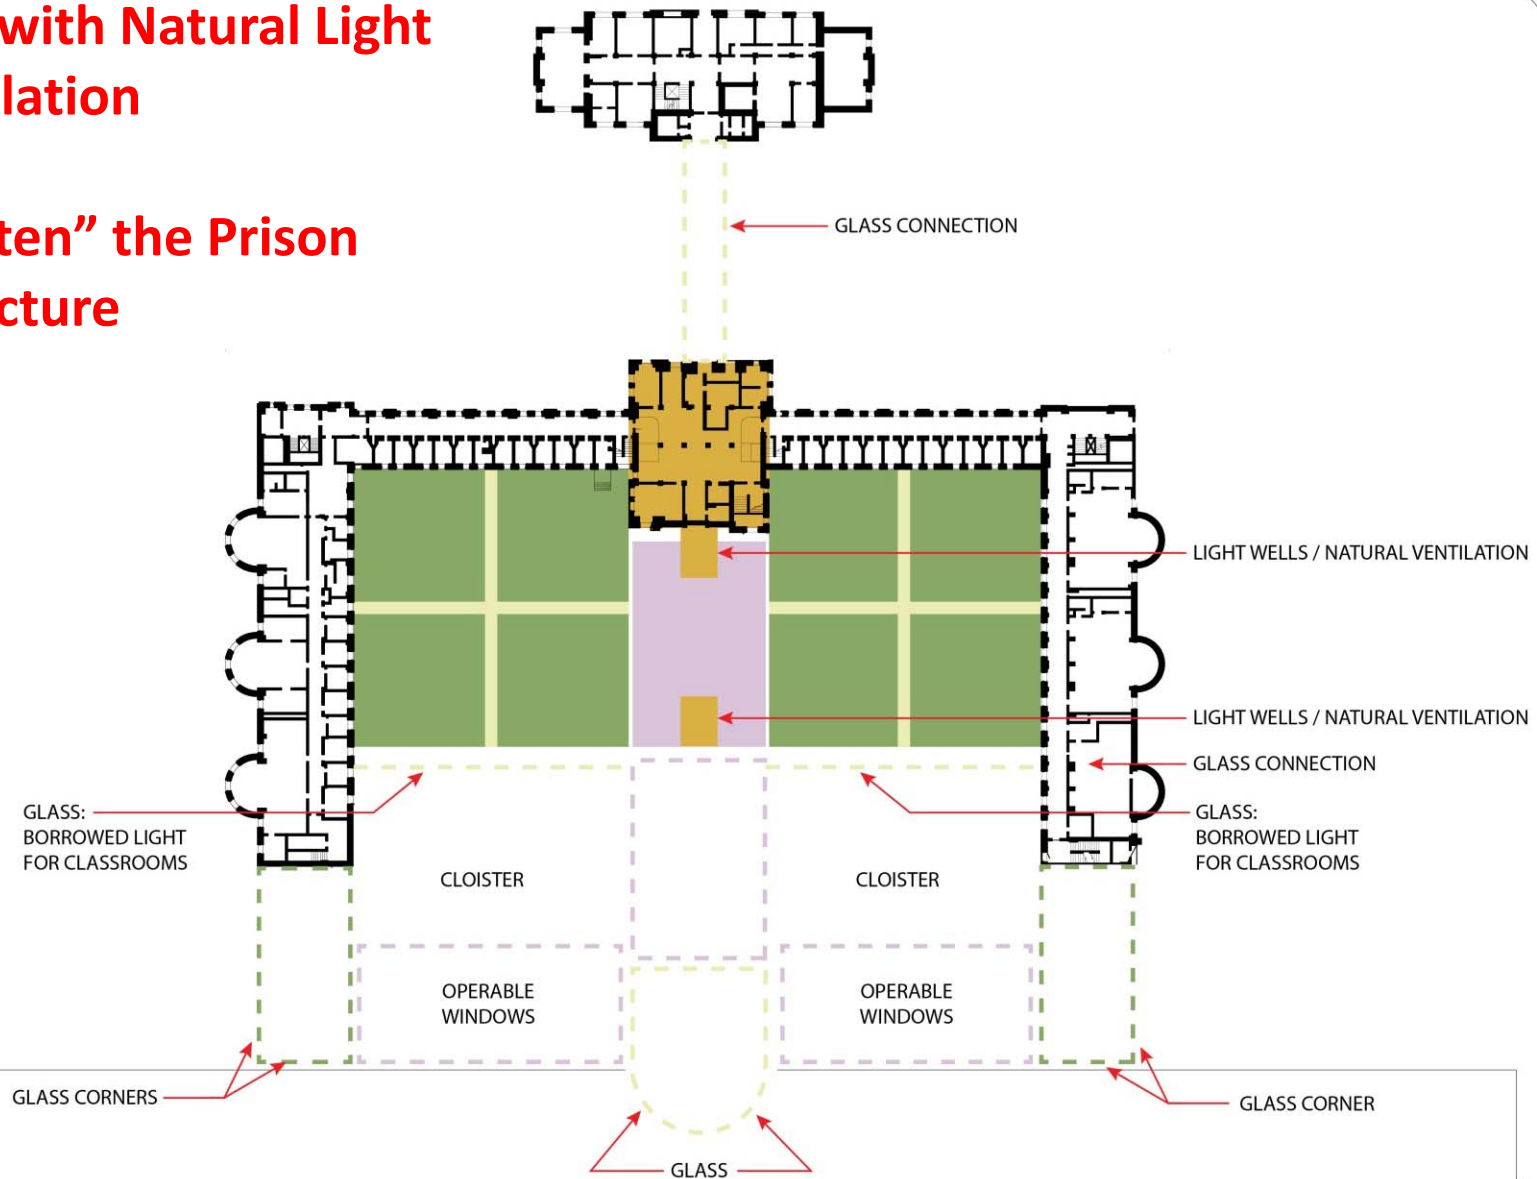 with Natural Light
lation
ten” the Prison
cture
GLASS CONNECTION
LIGHT WELLS / NATURAL VENTILATION
LIGHT WELLS / NATURAL VENTILATION
GLASS CONNECTION
GLASS:
BORROWED LIGHT
FOR CLASSROOMS
GLASS:
BORROWED LIGHT
FOR CLASSROOMS
CLOISTER
CLOISTER
OPERABLE
WINDOWS
OPERABLE
WINDOWS
GLASS CORNERS
GLASS CORNER
GLASS